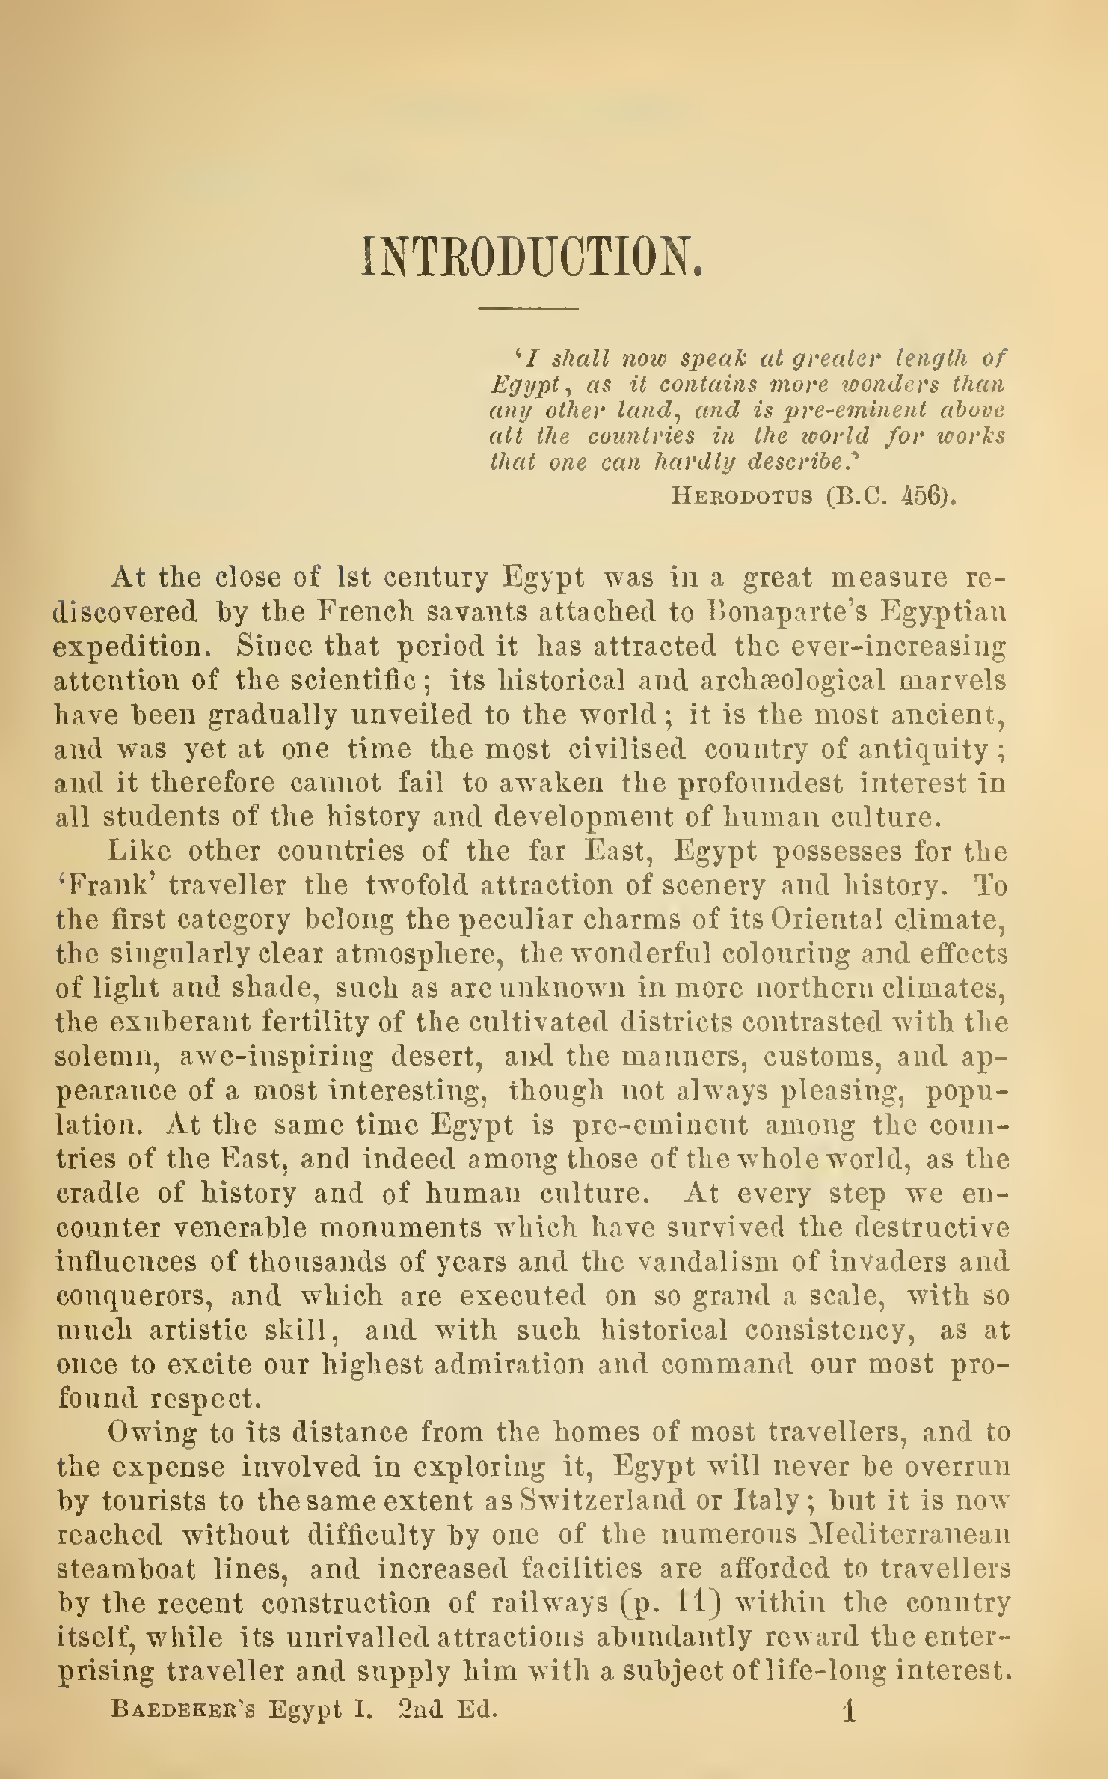 INTRODUCTION.
'I shall now speak at greater length of
Egypt, as it contains more wonders than
any other land, and is pre-eminent above
all the countries in the world for works
that one can hardly describe.'
HERODOTUS (B.C. 456).
At the close of 1st century Egypt was in a great measure re-
discovered by the French savants attached to Bonaparte's Egyptian
expedition. Since that period it has attracted the ever-increasing
attention of the scientific; its historical and archæological marvels
have been gradually unveiled to the world; it is the most ancient,
and was yet at one time the most civilised country of antiquity;
and it therefore cannot fail to awaken the profoundest interest in
all students of the history and development of human culture.
Like other countries of the far East, Egypt possesses for the
'Frank' traveller the twofold attraction of scenery and history. To
the first category belong the peculiar charms of its Oriental climate,
the singularly clear atmosphere, the wonderful colouring and effects
of light and shade, such as are unknown in more northern climates,
the exuberant fertility of the cultivated districts contrasted with the
solemn, awe-inspiring desert, and the manners, customs, and ap-
pearance of a most interesting, though not always pleasing, popu-
lation. At the same time Egypt is pre-eminent among the coun-
tries of the East, and indeed among those of the whole world, as the
cradle of history and of human culture. At every step we en-
counter venerable monuments which have survived the destructive
influences of thousands of years and the vandalism of invaders and
conquerors, and which are executed on so grand a scale, with so
much artistic skill, and with such historical consistency, as at
once to excite our highest admiration and command our most pro-
found respect.
Owing to its distance from the homes of most travellers, and to
the expense involved in exploring it, Egypt will never be overrun
by tourists to the same extent as Switzerland or Italy; but it is now
reached without difficulty by one of the numerous Mediterranean
steamboat lines, and increased facilities are afforded to travellers
by the recent construction of railways (p. 11) within the country
itself, while its unrivalled attractions abundantly reward the enter-
prising traveller and supply him with a subject of life-long interest.
BAEDEKER's Egypt I. 2nd Ed. 1